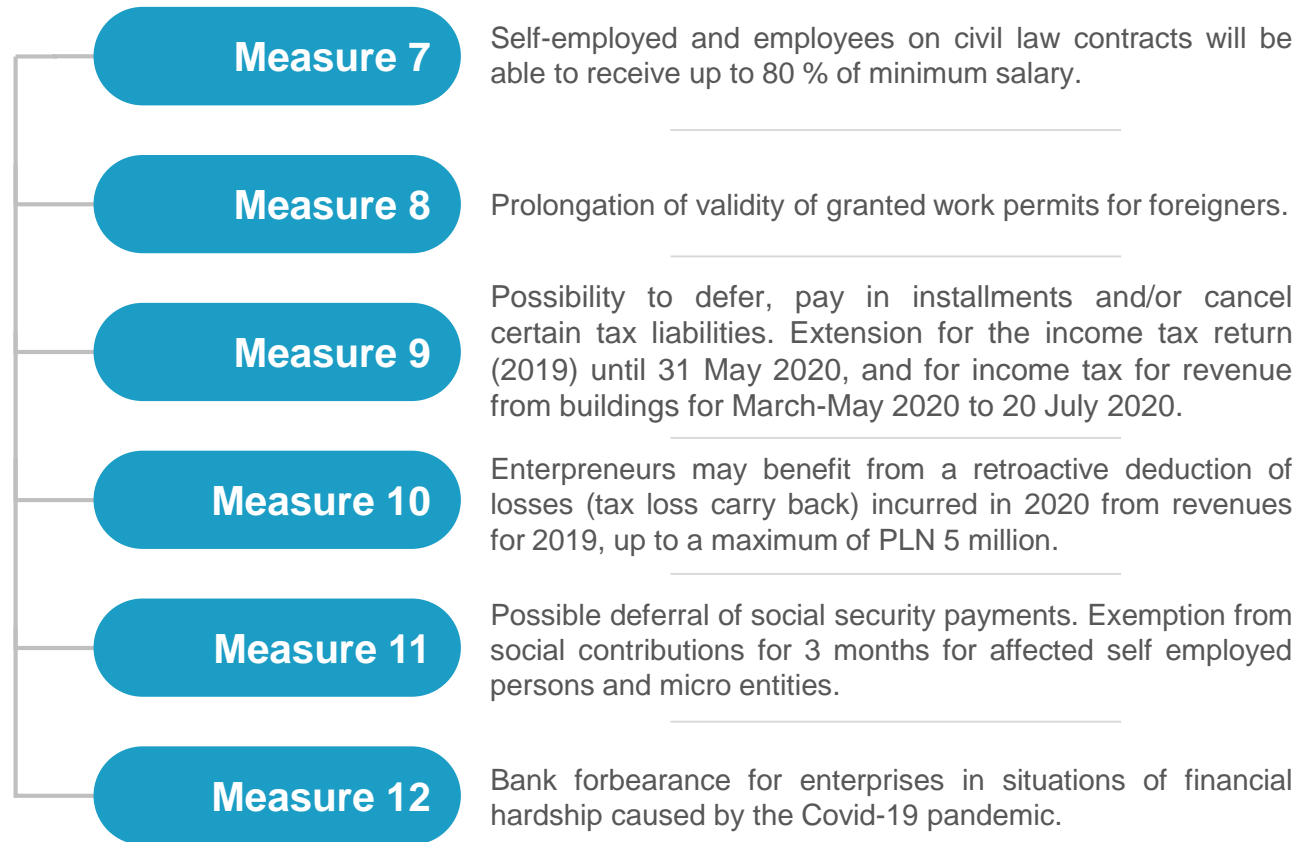 Measure 7
Self-employed and employees on civil law contracts will be
able to receive up to 80 % of minimum salary.
Measure 8
Prolongation of validity of granted work permits for foreigners.
Measure 9
Possibility to defer, pay in installments and/or cancel
certain tax liabilities. Extension for the income tax return
(2019) until 31 May 2020, and for income tax for revenue
from buildings for March-May 2020 to 20 July 2020.
Measure 10
Enterpreneurs may benefit from a retroactive deduction of
losses (tax loss carry back) incurred in 2020 from revenues
for 2019, up to a maximum of PLN 5 million.
Measure 11
Possible deferral of social security payments. Exemption from
social contributions for 3 months for affected self employed
persons and micro entities.
Measure 12
Bank forbearance for enterprises in situations of financial
hardship caused by the Covid-19 pandemic.